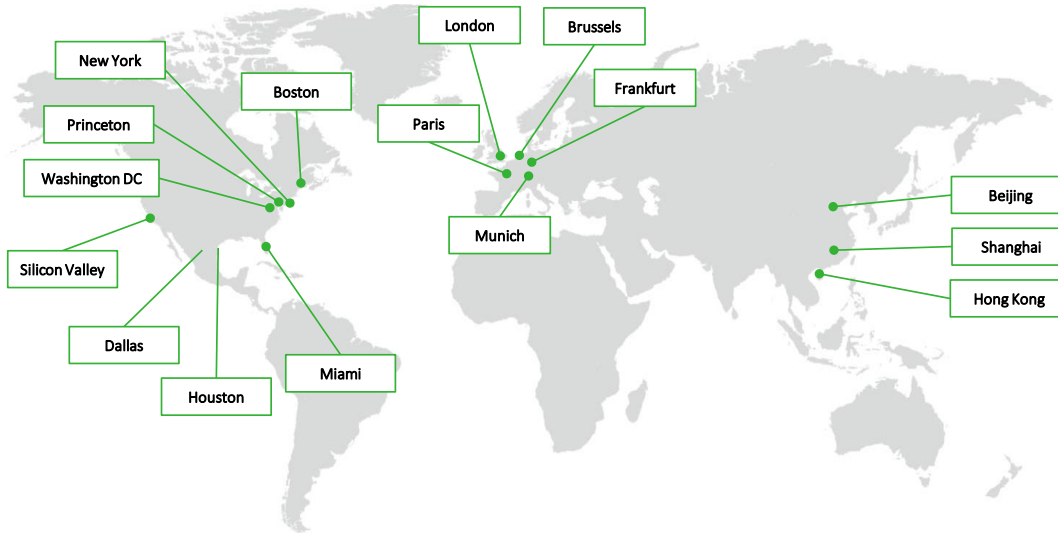 London
Brussels
New York
Frankfurt
Boston
Paris
Princeton
Washington DC
Beijing
Munich
Shanghai
Silicon Valley
Hong Kong
Dallas
Miami
Houston